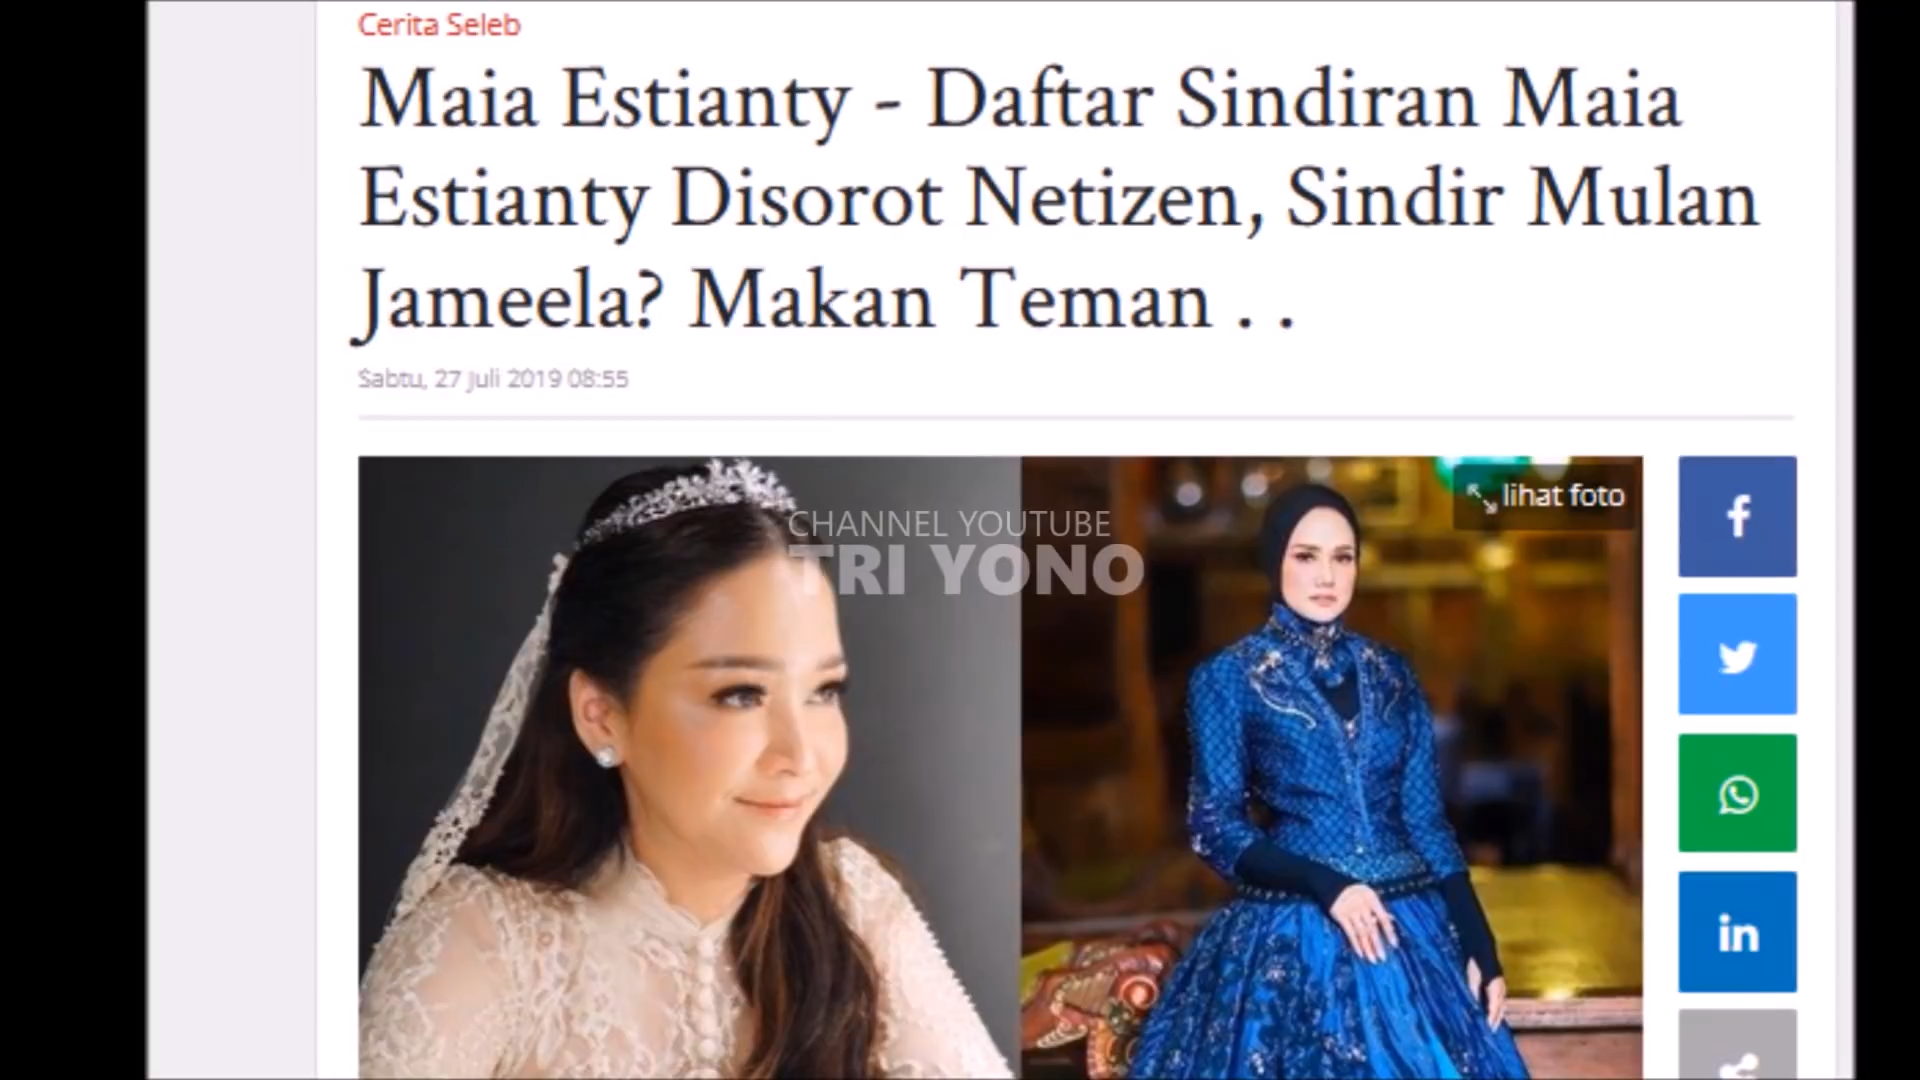 Cerita Seleb
Maia Estianty - Daftar Sindiran Maia
Estianty Disorot Netizen, Sindir Mulan
Jameela? Makan Teman . .
Sabtu, 27 Juli 2019 08:55
lihat foto
CHANNEL YOUTUBE
TRI YONO